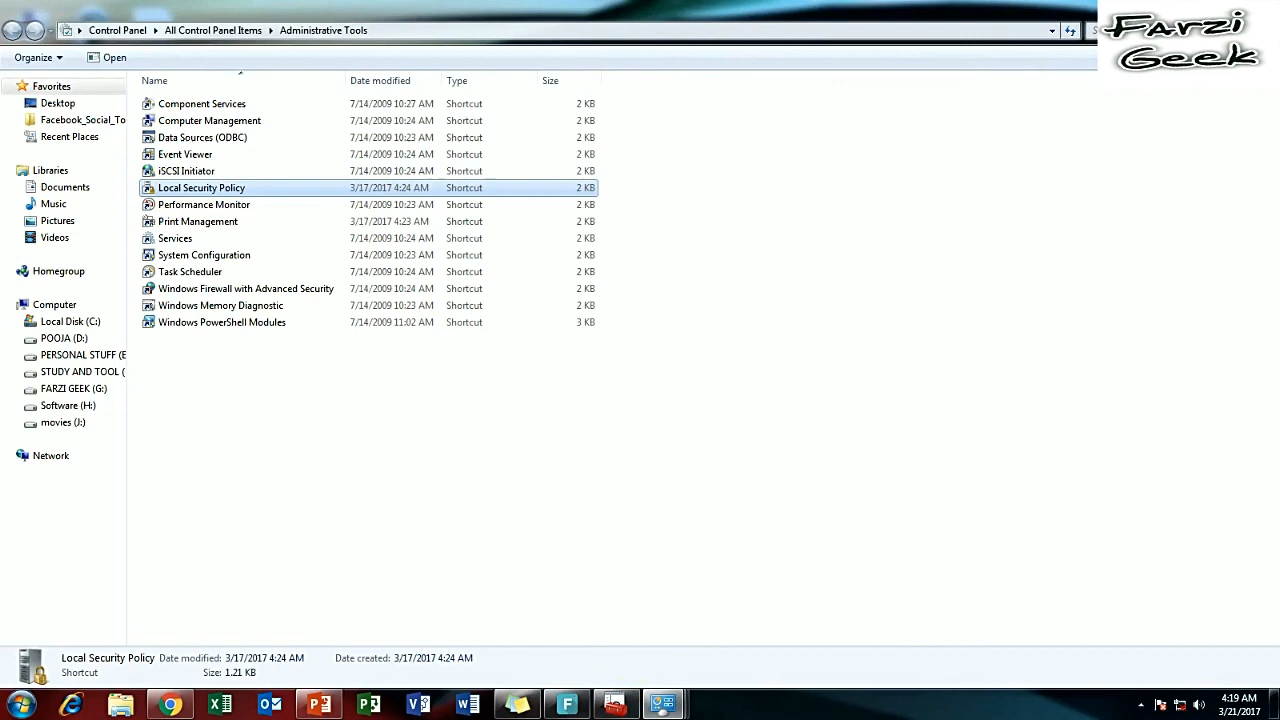 Control Panel All Control Panel Items Administrative Tools
Farzi
Geek
Organize Open
Name Date modified Type Size
Favorites
Desktop
Facebook_Social_To
Recent Places
Libraries
Documents
Music
Pictures
Videos
Homegroup
Computer
Local Disk (C:)
POOJA (D:)
PERSONAL STUFF (E
STUDY AND TOOL (
FARZI GEEK (G:)
Software (H:)
movies (J:)
Network
Component Services 7/14/2009 10:27 AM Shortcut 2 KB
Computer Management 7/14/2009 10:24 AM Shortcut 2 KB
Data Sources (ODBC) 7/14/2009 10:23 AM Shortcut 2 KB
Event Viewer 7/14/2009 10:24 AM Shortcut 2 KB
iSCSI Initiator 7/14/2009 10:24 AM Shortcut 2 KB
Local Security Policy 3/17/2017 4:24 AM Shortcut 2 KB
Performance Monitor 7/14/2009 10:23 AM Shortcut 2 KB
Print Management 3/17/2017 4:23 AM Shortcut 2 KB
Services 7/14/2009 10:24 AM Shortcut 2 KB
System Configuration 7/14/2009 10:23 AM Shortcut 2 KB
Task Scheduler 7/14/2009 10:24 AM Shortcut 2 KB
Windows Firewall with Advanced Security 7/14/2009 10:24 AM Shortcut 2 KB
Windows Memory Diagnostic 7/14/2009 10:23 AM Shortcut 2 KB
Windows PowerShell Modules 7/14/2009 11:02 AM Shortcut 3 KB
Local Security Policy Date modified: 3/17/2017 4:24 AM Date created: 3/17/2017 4:24 AM
Shortcut Size: 1.21 KB
4:19 AM
3/21/2017